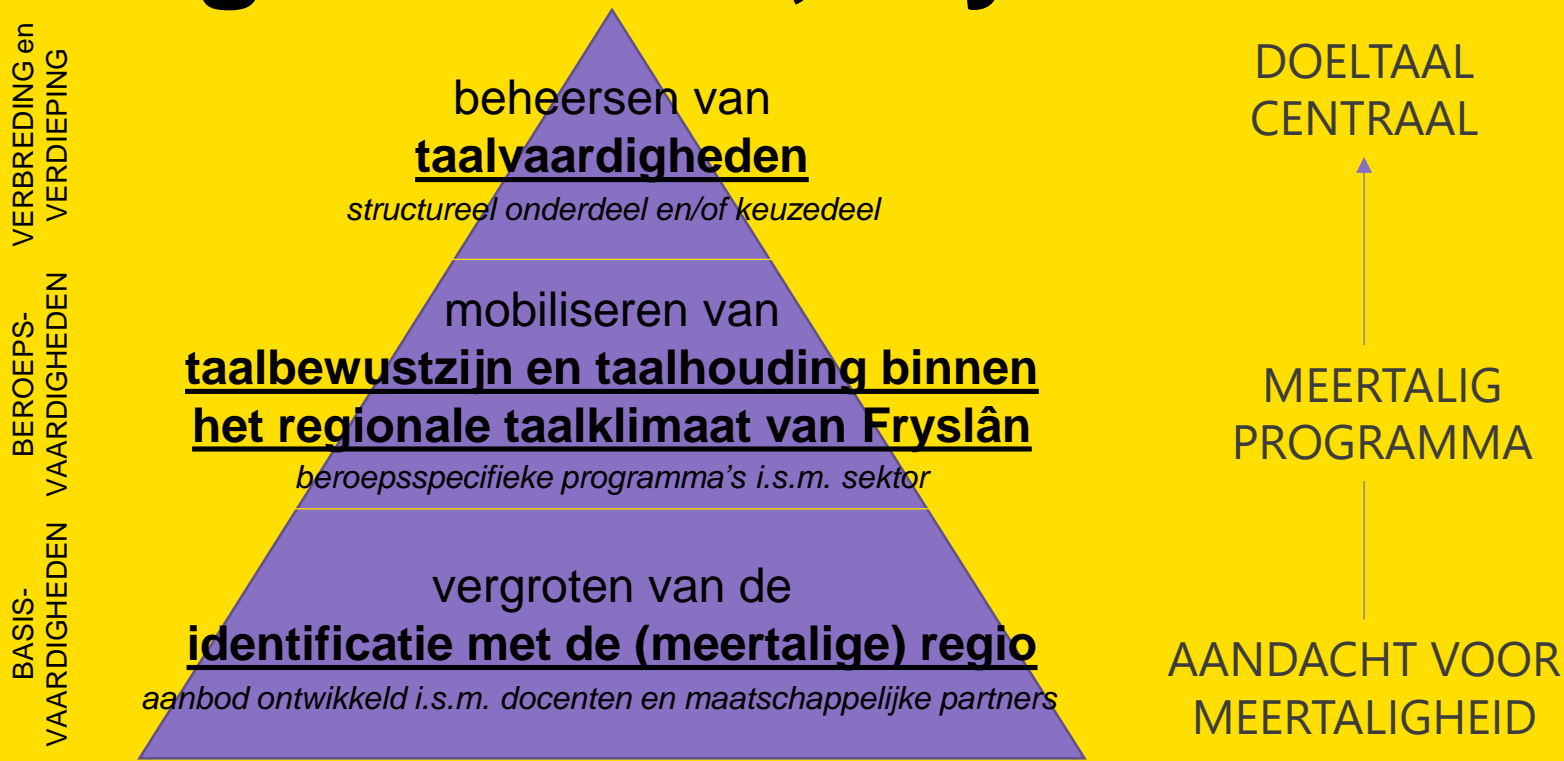 VERBREDING en
VERDIEPING
beheersen van
taalvaardigheden
structureel onderdeel en/of keuzedeel
DOELTAAL
CENTRAAL
BEROEPS-
VAARDIGHEDEN
mobiliseren van
taalbewustzijn en taalhouding binnen
het regionale taalklimaat van Fryslân
beroepsspecifieke programma's i.s.m. sektor
MEERTALIG
PROGRAMMA
BASIS-
VAARDIGHEDEN
vergroten van de
identificatie met de (meertalige) regio
aanbod ontwikkeld i.s.m. docenten en maatschappelijke partners
AANDACHT VOOR
MEERTALIGHEID